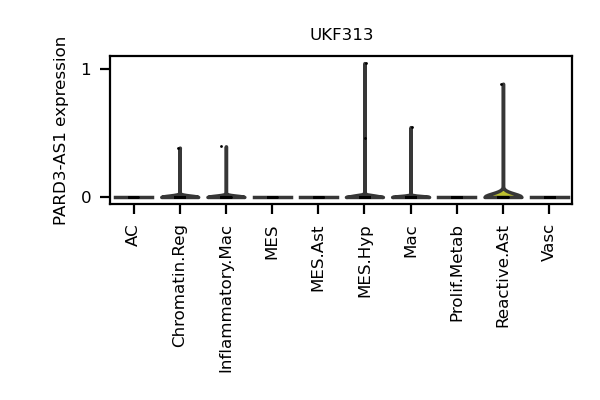 UKF313
PARD3-AS1 expression
1
0
AC
Chromatin.Reg
Inflammatory.Mac
MES
MES.Ast
MES.Hyp
Mac
Prolif.Metab
Reactive.Ast
Vasc